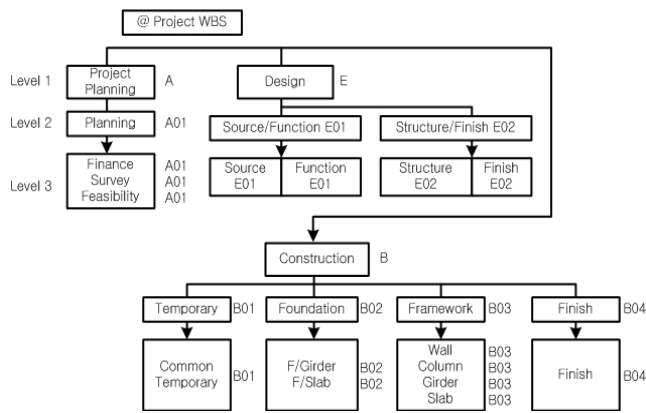 @ Project WBS
Level 1
Project
Planning
A
Design
E
Level 2
Planning
A01
Source/Function E01
Structure/Finish E02
Level 3
Finance
Survey
Feasibility
A01
A01
A01
Source
E01
Function
E01
Structure
E02
Finish
E02
Construction
B
Temporary
B01
Foundation
B02
Framework
B03
Finish
B04
Common
Temporary
B01
F/Girder
F/Slab
B02
B02
Wall
Column
Girder
Slab
B03
B03
B03
B03
Finish
B04